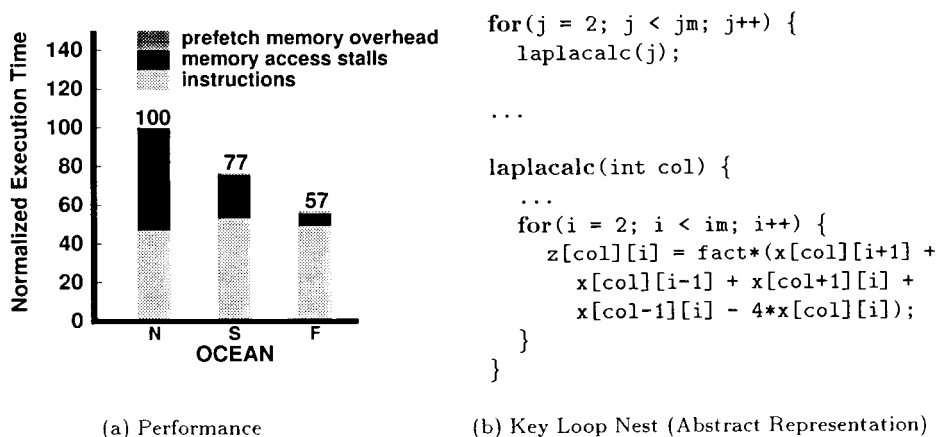 prefetch memory overhead
memory access stalls
instructions
Normalized Execution Time
140
120
100
80
60
40
20
0
100
77
57
N S F
OCEAN
(a) Performance
for(j = 2; j < jm; j++) {
laplacalc(j);
...
laplacalc(int col) {
...
for(i = 2; i < im; i++) {
z[col][i] = fact*(x[col][i+1] +
x[col][i-1] + x[col+1][i] +
x[col-1][i] - 4*x[col][i]);
}
}
(b) Key Loop Nest (Abstract Representation)